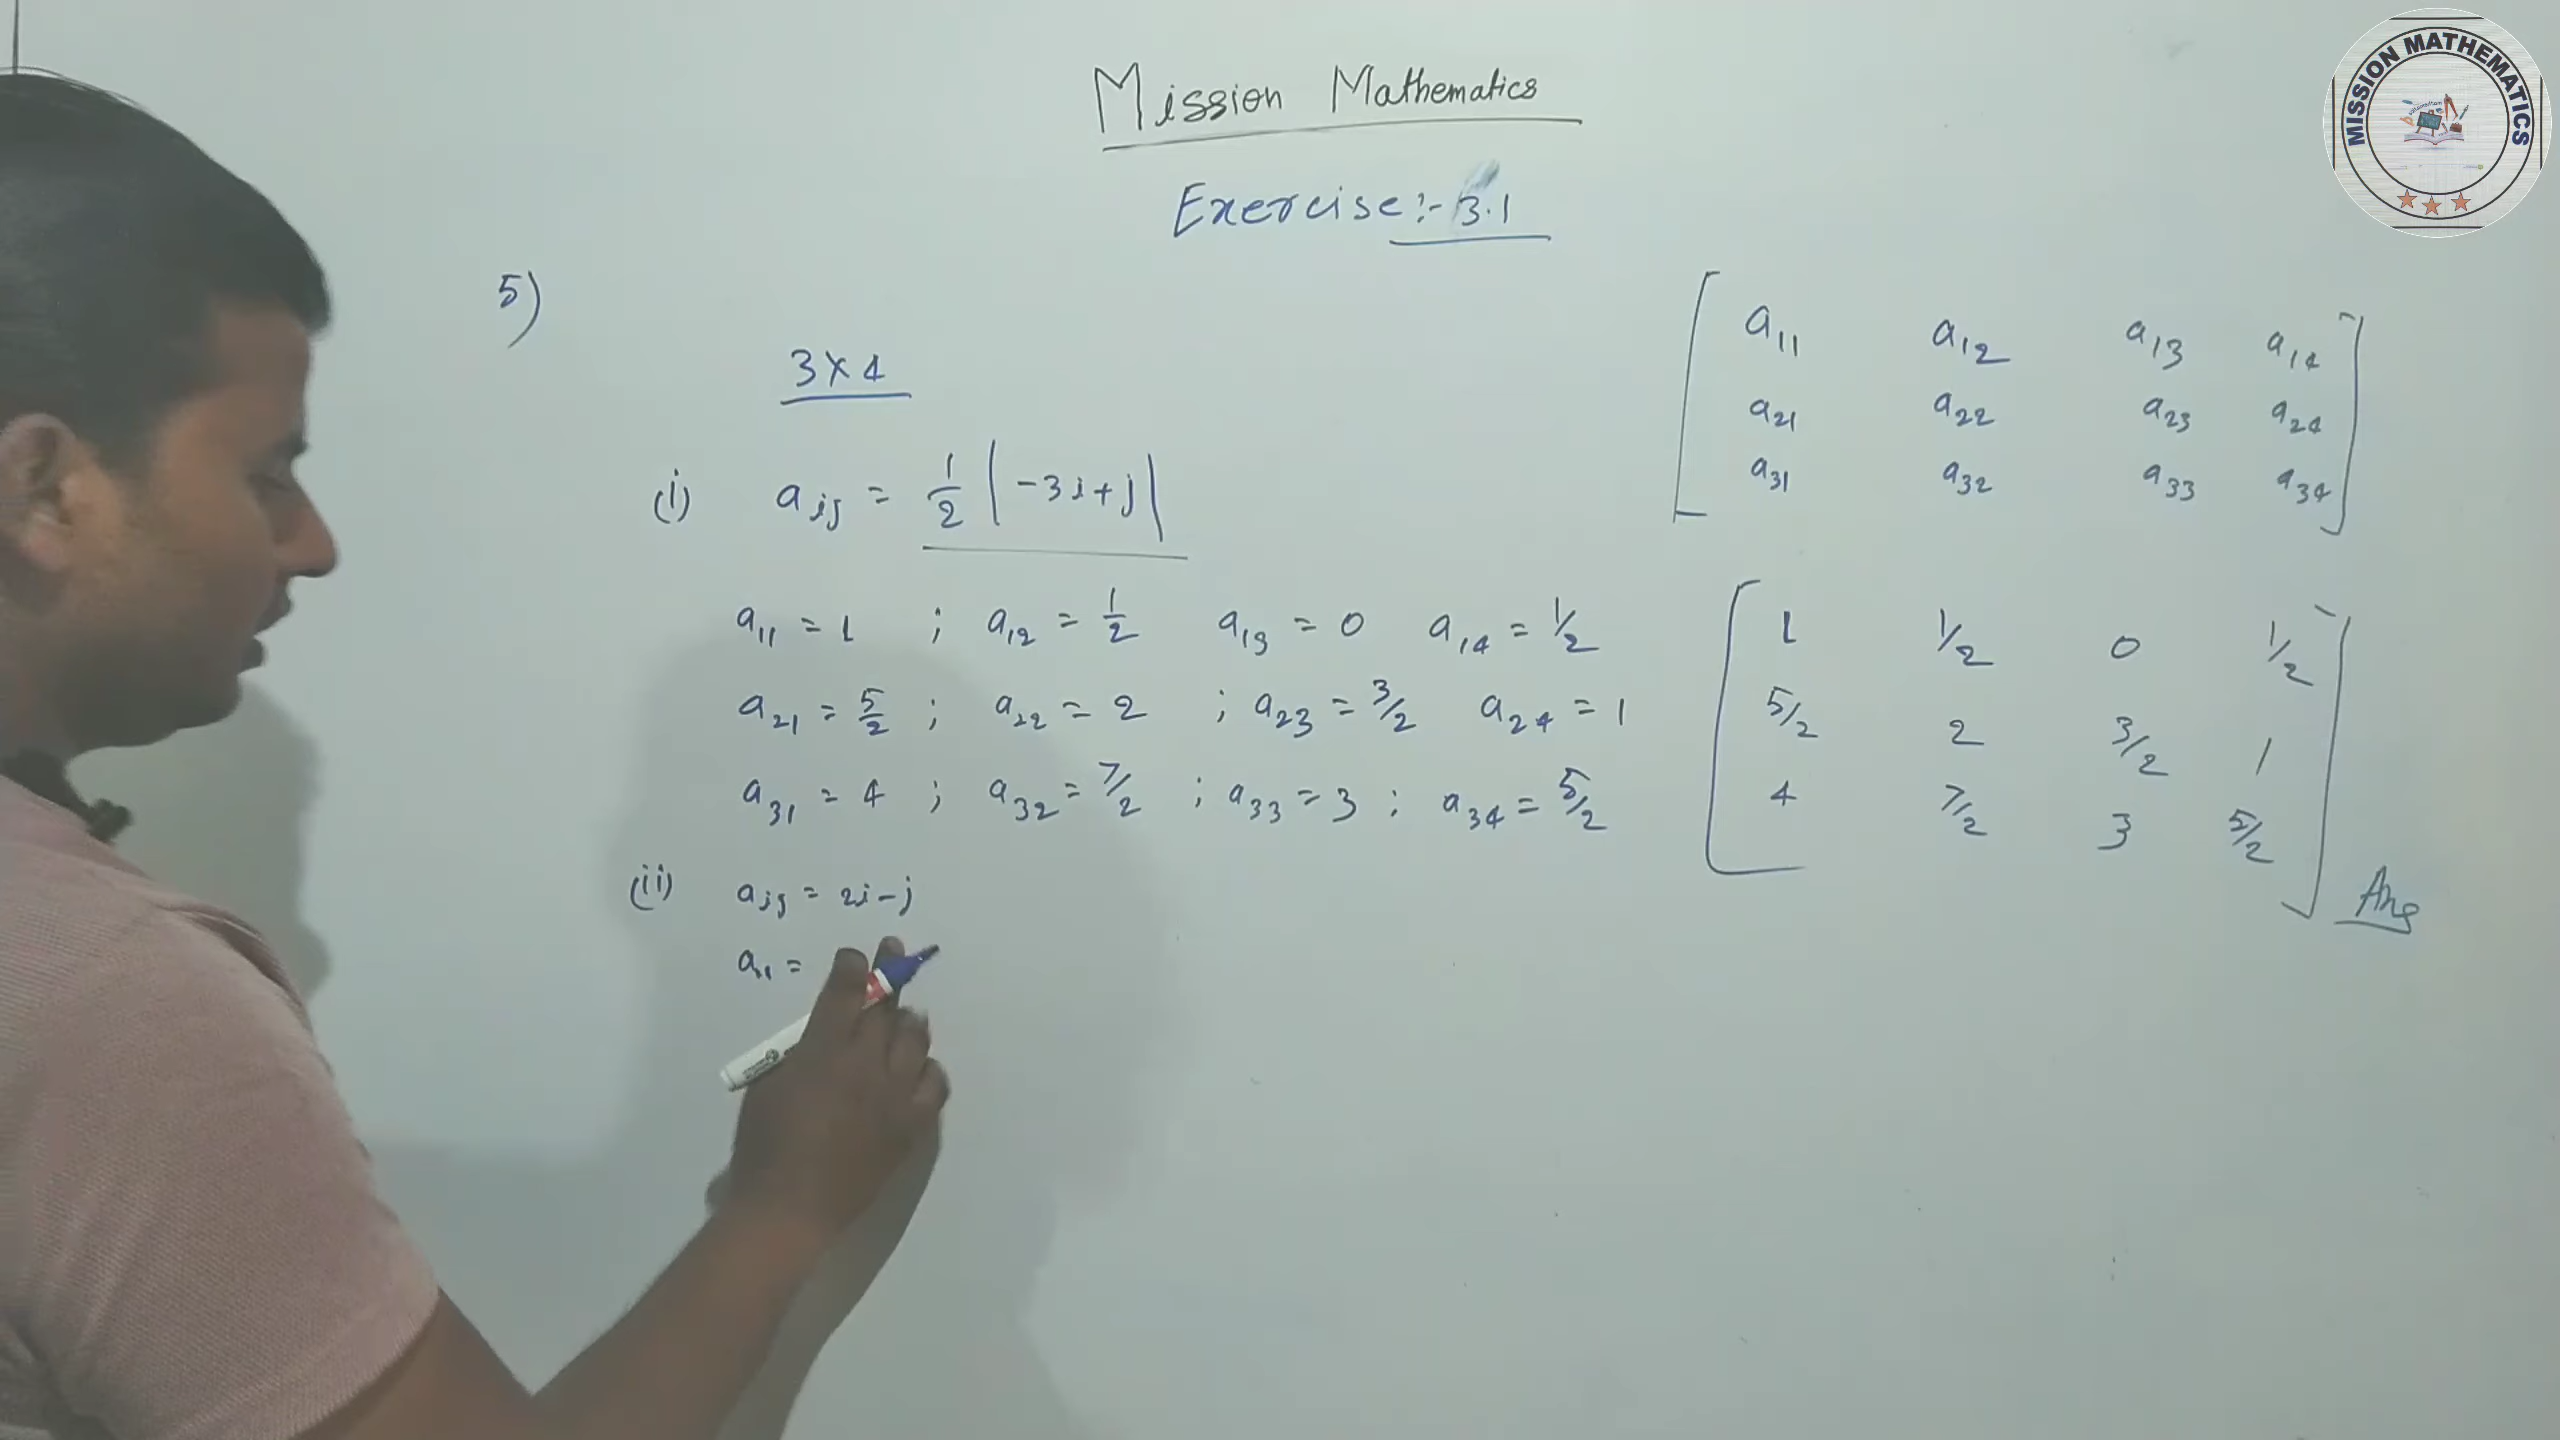 Mission Mathematics
MISSION MATHEMATICS
Exercise:- 3.1
5)
3×4
(i) aij = 1/2 |-3i+j|
a11 a12 a13 a14
a21 a22 a23 a24
a31 a32 a33 a34
a11 = 1 ; a12 = 1/2 a13 = 0 a14 = 1/2
a21 = 5/2 ; a22 = 2 ; a23 = 3/2 a24 = 1
a31 = 4 ; a32 = 7/2 ; a33 = 3 ; a34 = 5/2
1 1/2 0 1/2
5/2 2 3/2 1
4 7/2 3 5/2
Ans
(ii) aij = 2i-j
a11 =